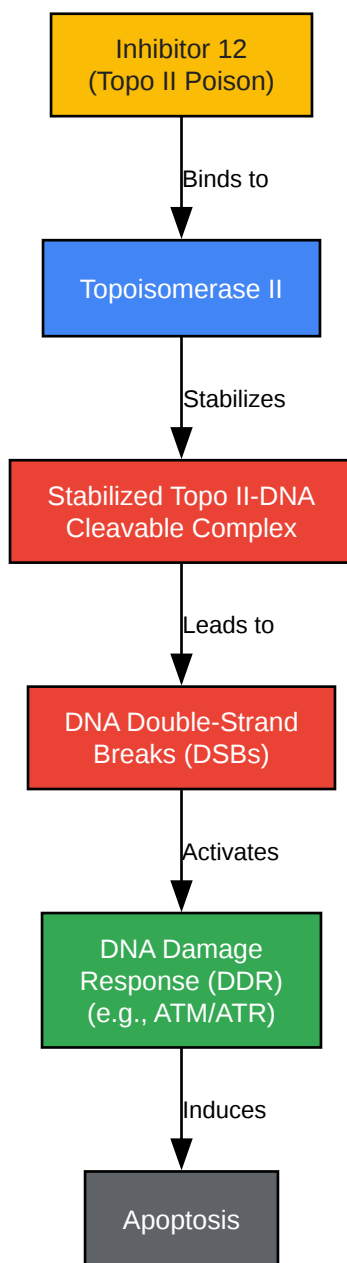 Inhibitor 12
(Topo II Poison)
Binds to
Topoisomerase II
Stabilizes
Stabilized Topo II-DNA
Cleavable Complex
Leads to
DNA Double-Strand
Breaks (DSBs)
Activates
DNA Damage
Response (DDR)
(e.g., ATM/ATR)
Induces
Apoptosis